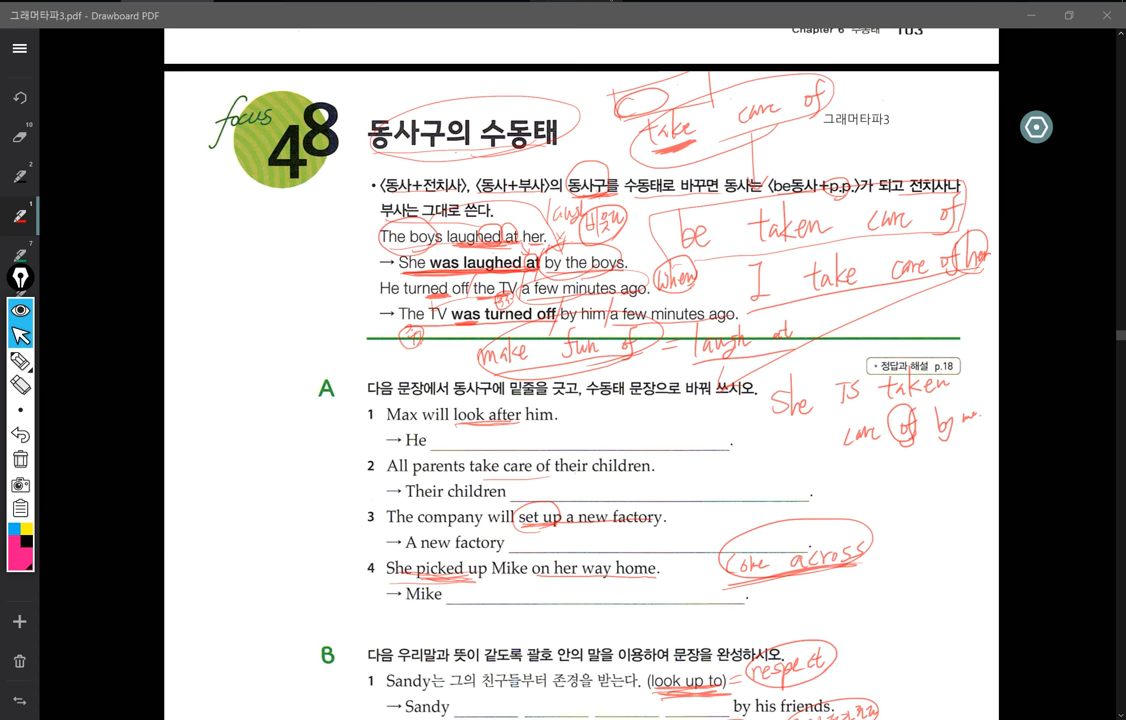 그래머타파3.pdf - Drawboard PDF
Chapter 6 수동태 103
focus 48 동사구의 수동태
take care of
그래머타파3
• <동사+전치사>, <동사+부사>의 동사구를 수동태로 바꾸면 동사는 <be동사+p.p.>가 되고 전치사나
부사는 그대로 쓴다.
laugh 비웃다
be taken care of
The boys laughed at her.
→ She was laughed at by the boys.
when I take care of her
He turned off the TV a few minutes ago.
→ The TV was turned off by him a few minutes ago.
make fun of = laugh at
• 정답과 해설 p.18
A 다음 문장에서 동사구에 밑줄을 긋고, 수동태 문장으로 바꿔 쓰시오.
She is taken
care of by me.
1 Max will look after him.
→ He .
2 All parents take care of their children.
→ Their children .
3 The company will set up a new factory.
→ A new factory .
come across
4 She picked up Mike on her way home.
→ Mike .
B 다음 우리말과 뜻이 같도록 괄호 안의 말을 이용하여 문장을 완성하시오.
1 Sandy는 그의 친구들부터 존경을 받는다. (look up to) = respect
→ Sandy by his friends.